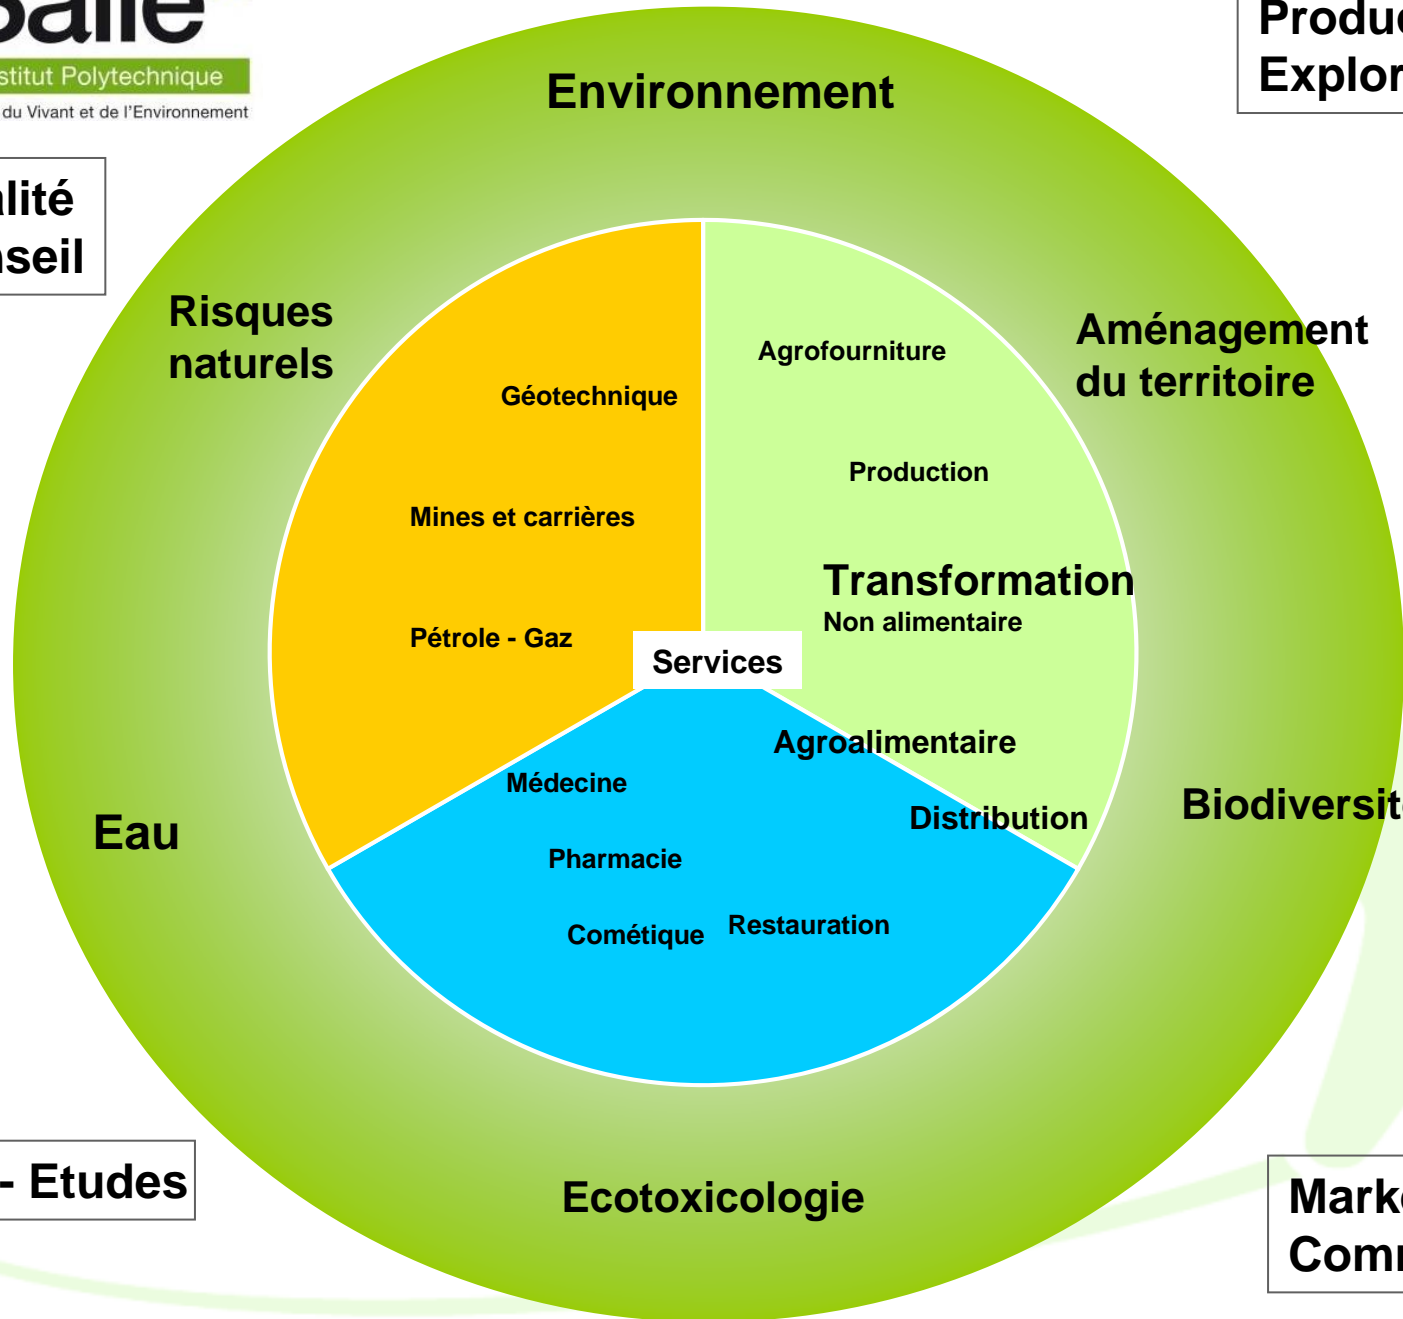 Salle
Institut Polytechnique
du Vivant et de l'Environnement
Environnement
Risques
naturels
Aménagement
du territoire
Agrofourniture
Géotechnique
Production
Mines et carrières
Transformation
Non alimentaire
Pétrole - Gaz
Services
Agroalimentaire
Médecine
Distribution
Eau
Pharmacie
Cométique
Restauration
- Etudes
Ecotoxicologie